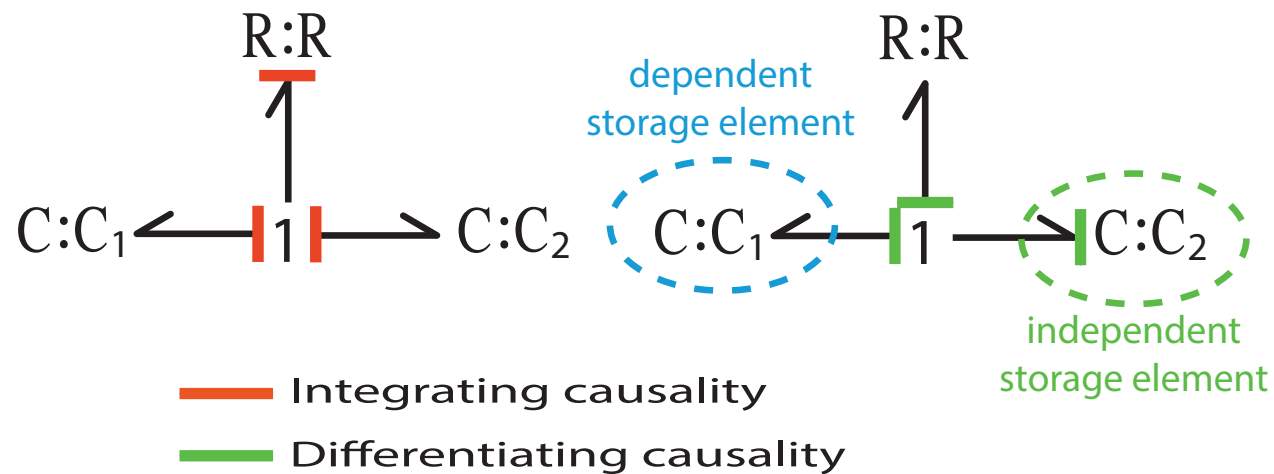 R:R
C:C₁
1
C:C₂
dependent
storage element
R:R
C:C₁
1
C:C₂
independent
storage element
Integrating causality
Differentiating causality